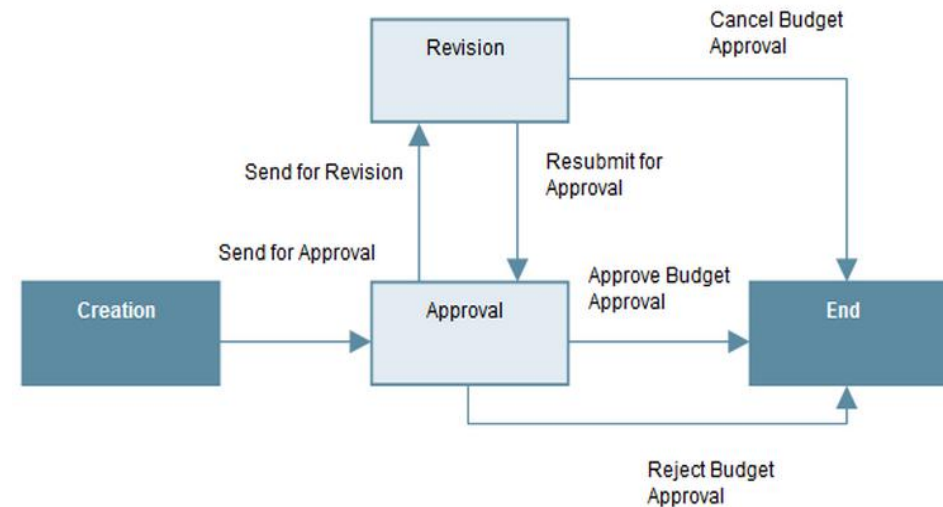 Cancel Budget
Approval
Revision
Send for Revision
Resubmit for
Approval
Send for Approval
Creation
Approval
Approve Budget
Approval
End
Reject Budget
Approval